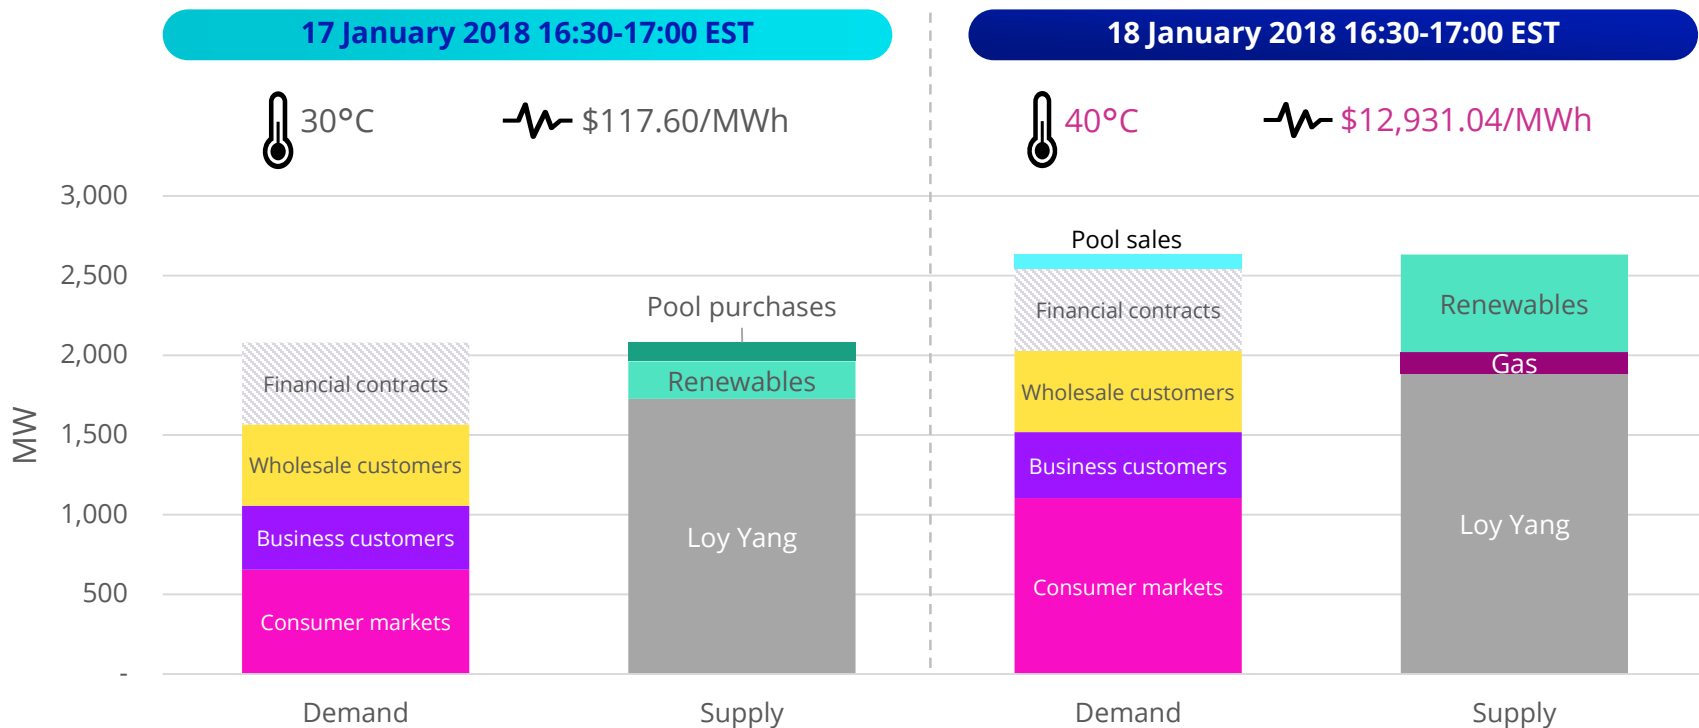 17 January 2018 16:30-17:00 EST
18 January 2018 16:30-17:00 EST
30°C
$117.60/MWh
40°C
$12,931.04/MWh
MW
3,000
2,500
2,000
1,500
1,000
500
-
Financial contracts
Wholesale customers
Business customers
Consumer markets
Pool purchases
Renewables
Loy Yang
Pool sales
Financial contracts
Wholesale customers
Business customers
Consumer markets
Renewables
Gas
Loy Yang
Demand
Supply
Demand
Supply